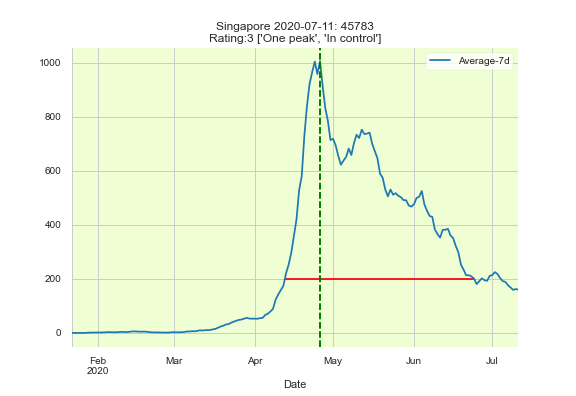 Singapore 2020-07-11: 45783
Rating:3 ['One peak', 'In control']
Average-7d
1000
800
600
400
200
0
Feb
2020
Mar
Apr
May
Jun
Jul
Date